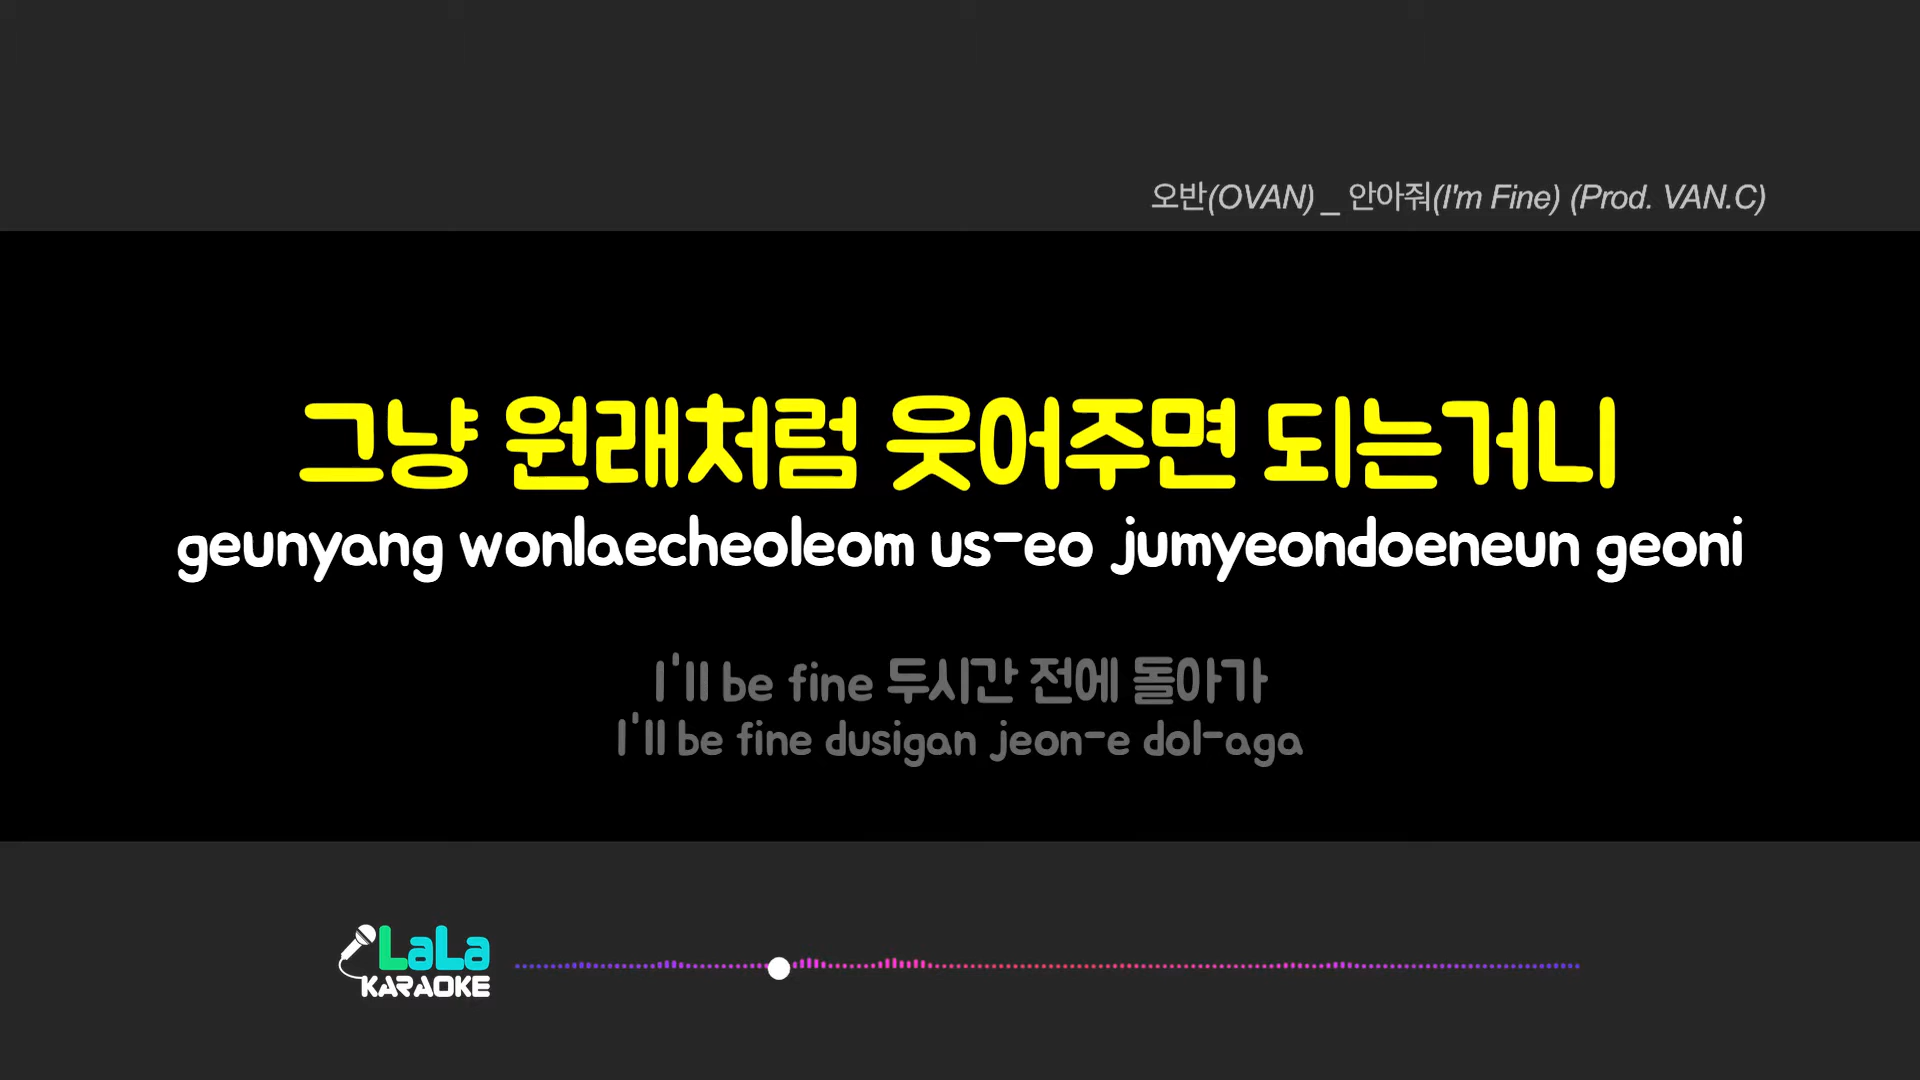 오반(OVAN) _ 안아줘(I'm Fine) (Prod. VAN.C)
그냥 원래처럼 웃어주면 되는거니
geunyang wonlaecheoleom us-eo jumyeondoeneun geoni
I'll be fine 두시간 전에 돌아가
I'll be fine dusigan jeon-e dol-aga
LaLa
KARAOKE